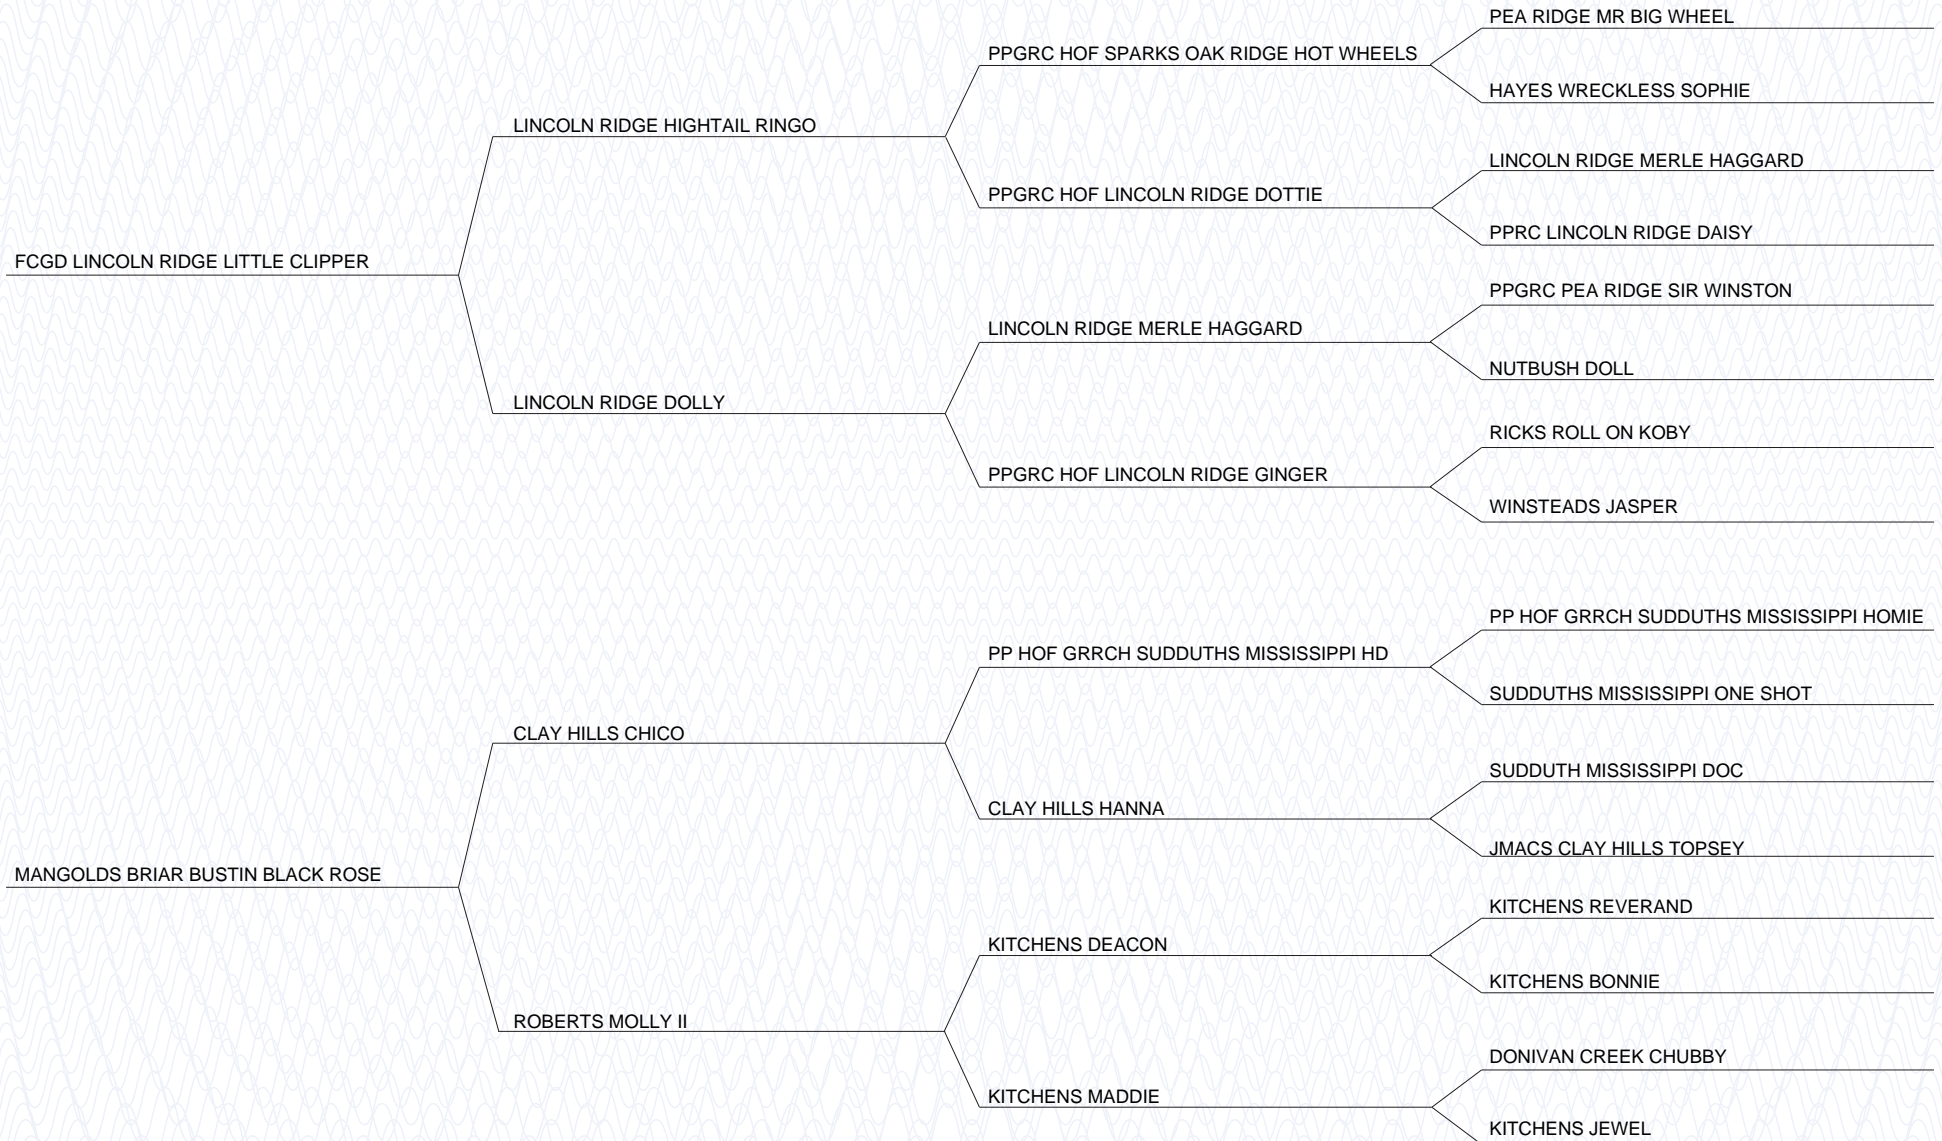 PEA RIDGE MR BIG WHEEL
PPGRC HOF SPARKS OAK RIDGE HOT WHEELS
HAYES WRECKLESS SOPHIE
LINCOLN RIDGE HIGHTAIL RINGO
LINCOLN RIDGE MERLE HAGGARD
PPGRC HOF LINCOLN RIDGE DOTTIE
PPRC LINCOLN RIDGE DAISY
FCGD LINCOLN RIDGE LITTLE CLIPPER
PPGRC PEA RIDGE SIR WINSTON
LINCOLN RIDGE MERLE HAGGARD
NUTBUSH DOLL
LINCOLN RIDGE DOLLY
RICKS ROLL ON KOBY
PPGRC HOF LINCOLN RIDGE GINGER
WINSTEADS JASPER
PP HOF GRRCH SUDDUTHS MISSISSIPPI HOMIE
PP HOF GRRCH SUDDUTHS MISSISSIPPI HD
SUDDUTHS MISSISSIPPI ONE SHOT
CLAY HILLS CHICO
SUDDUTH MISSISSIPPI DOC
CLAY HILLS HANNA
JMACS CLAY HILLS TOPSEY
MANGOLDS BRIAR BUSTIN BLACK ROSE
KITCHENS REVERAND
KITCHENS DEACON
KITCHENS BONNIE
ROBERTS MOLLY II
DONIVAN CREEK CHUBBY
KITCHENS MADDIE
KITCHENS JEWEL